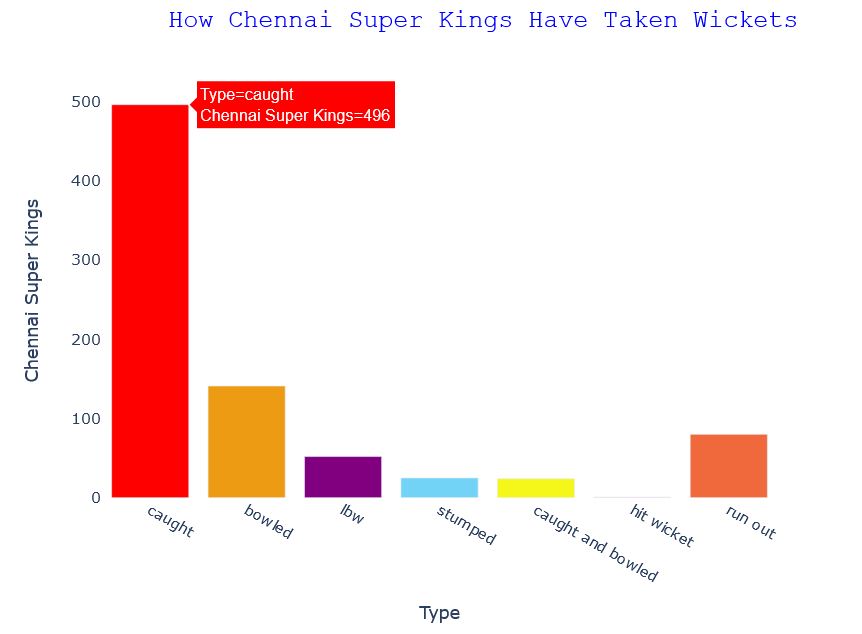 How Chennai Super Kings Have Taken Wickets
Type=caught
Chennai Super Kings=496
500
400
300
200
100
0
Chennai Super Kings
caught
bowled
lbw
stumped
caught and bowled
hit wicket
run out
Type